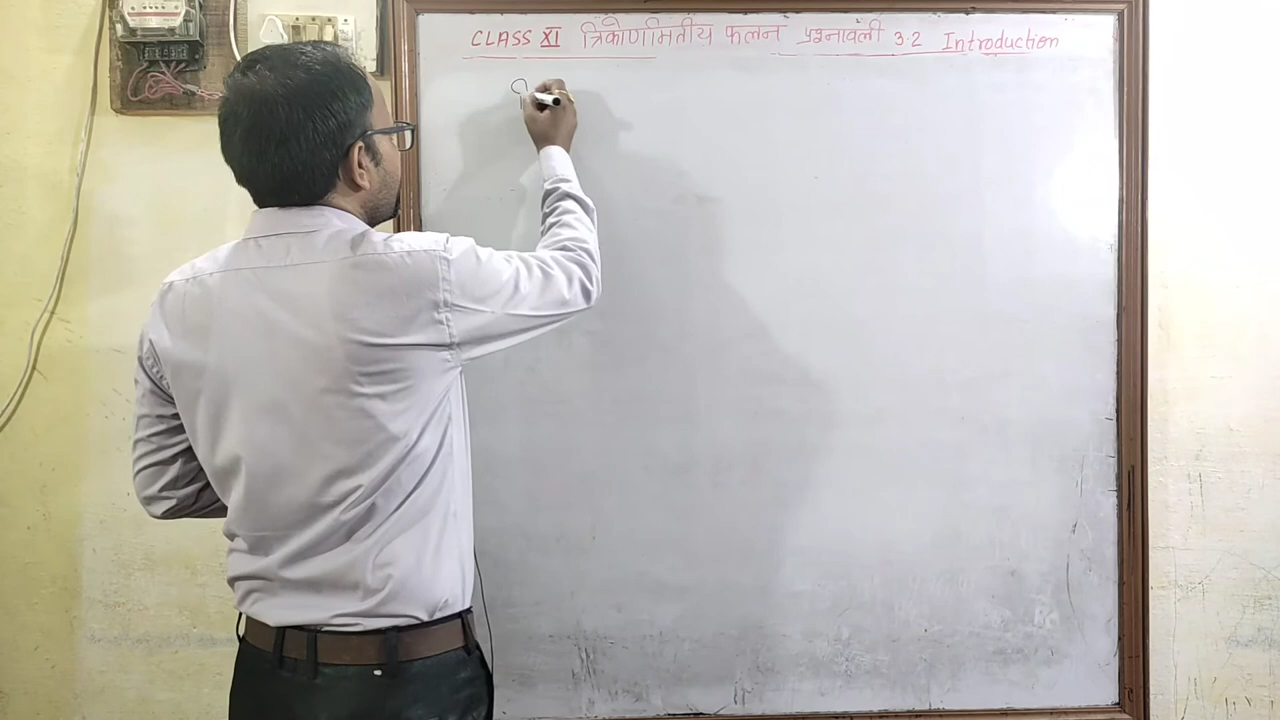 CLASS XI त्रिकोणमितीय फलन प्रश्नावली 3.2 Introduction